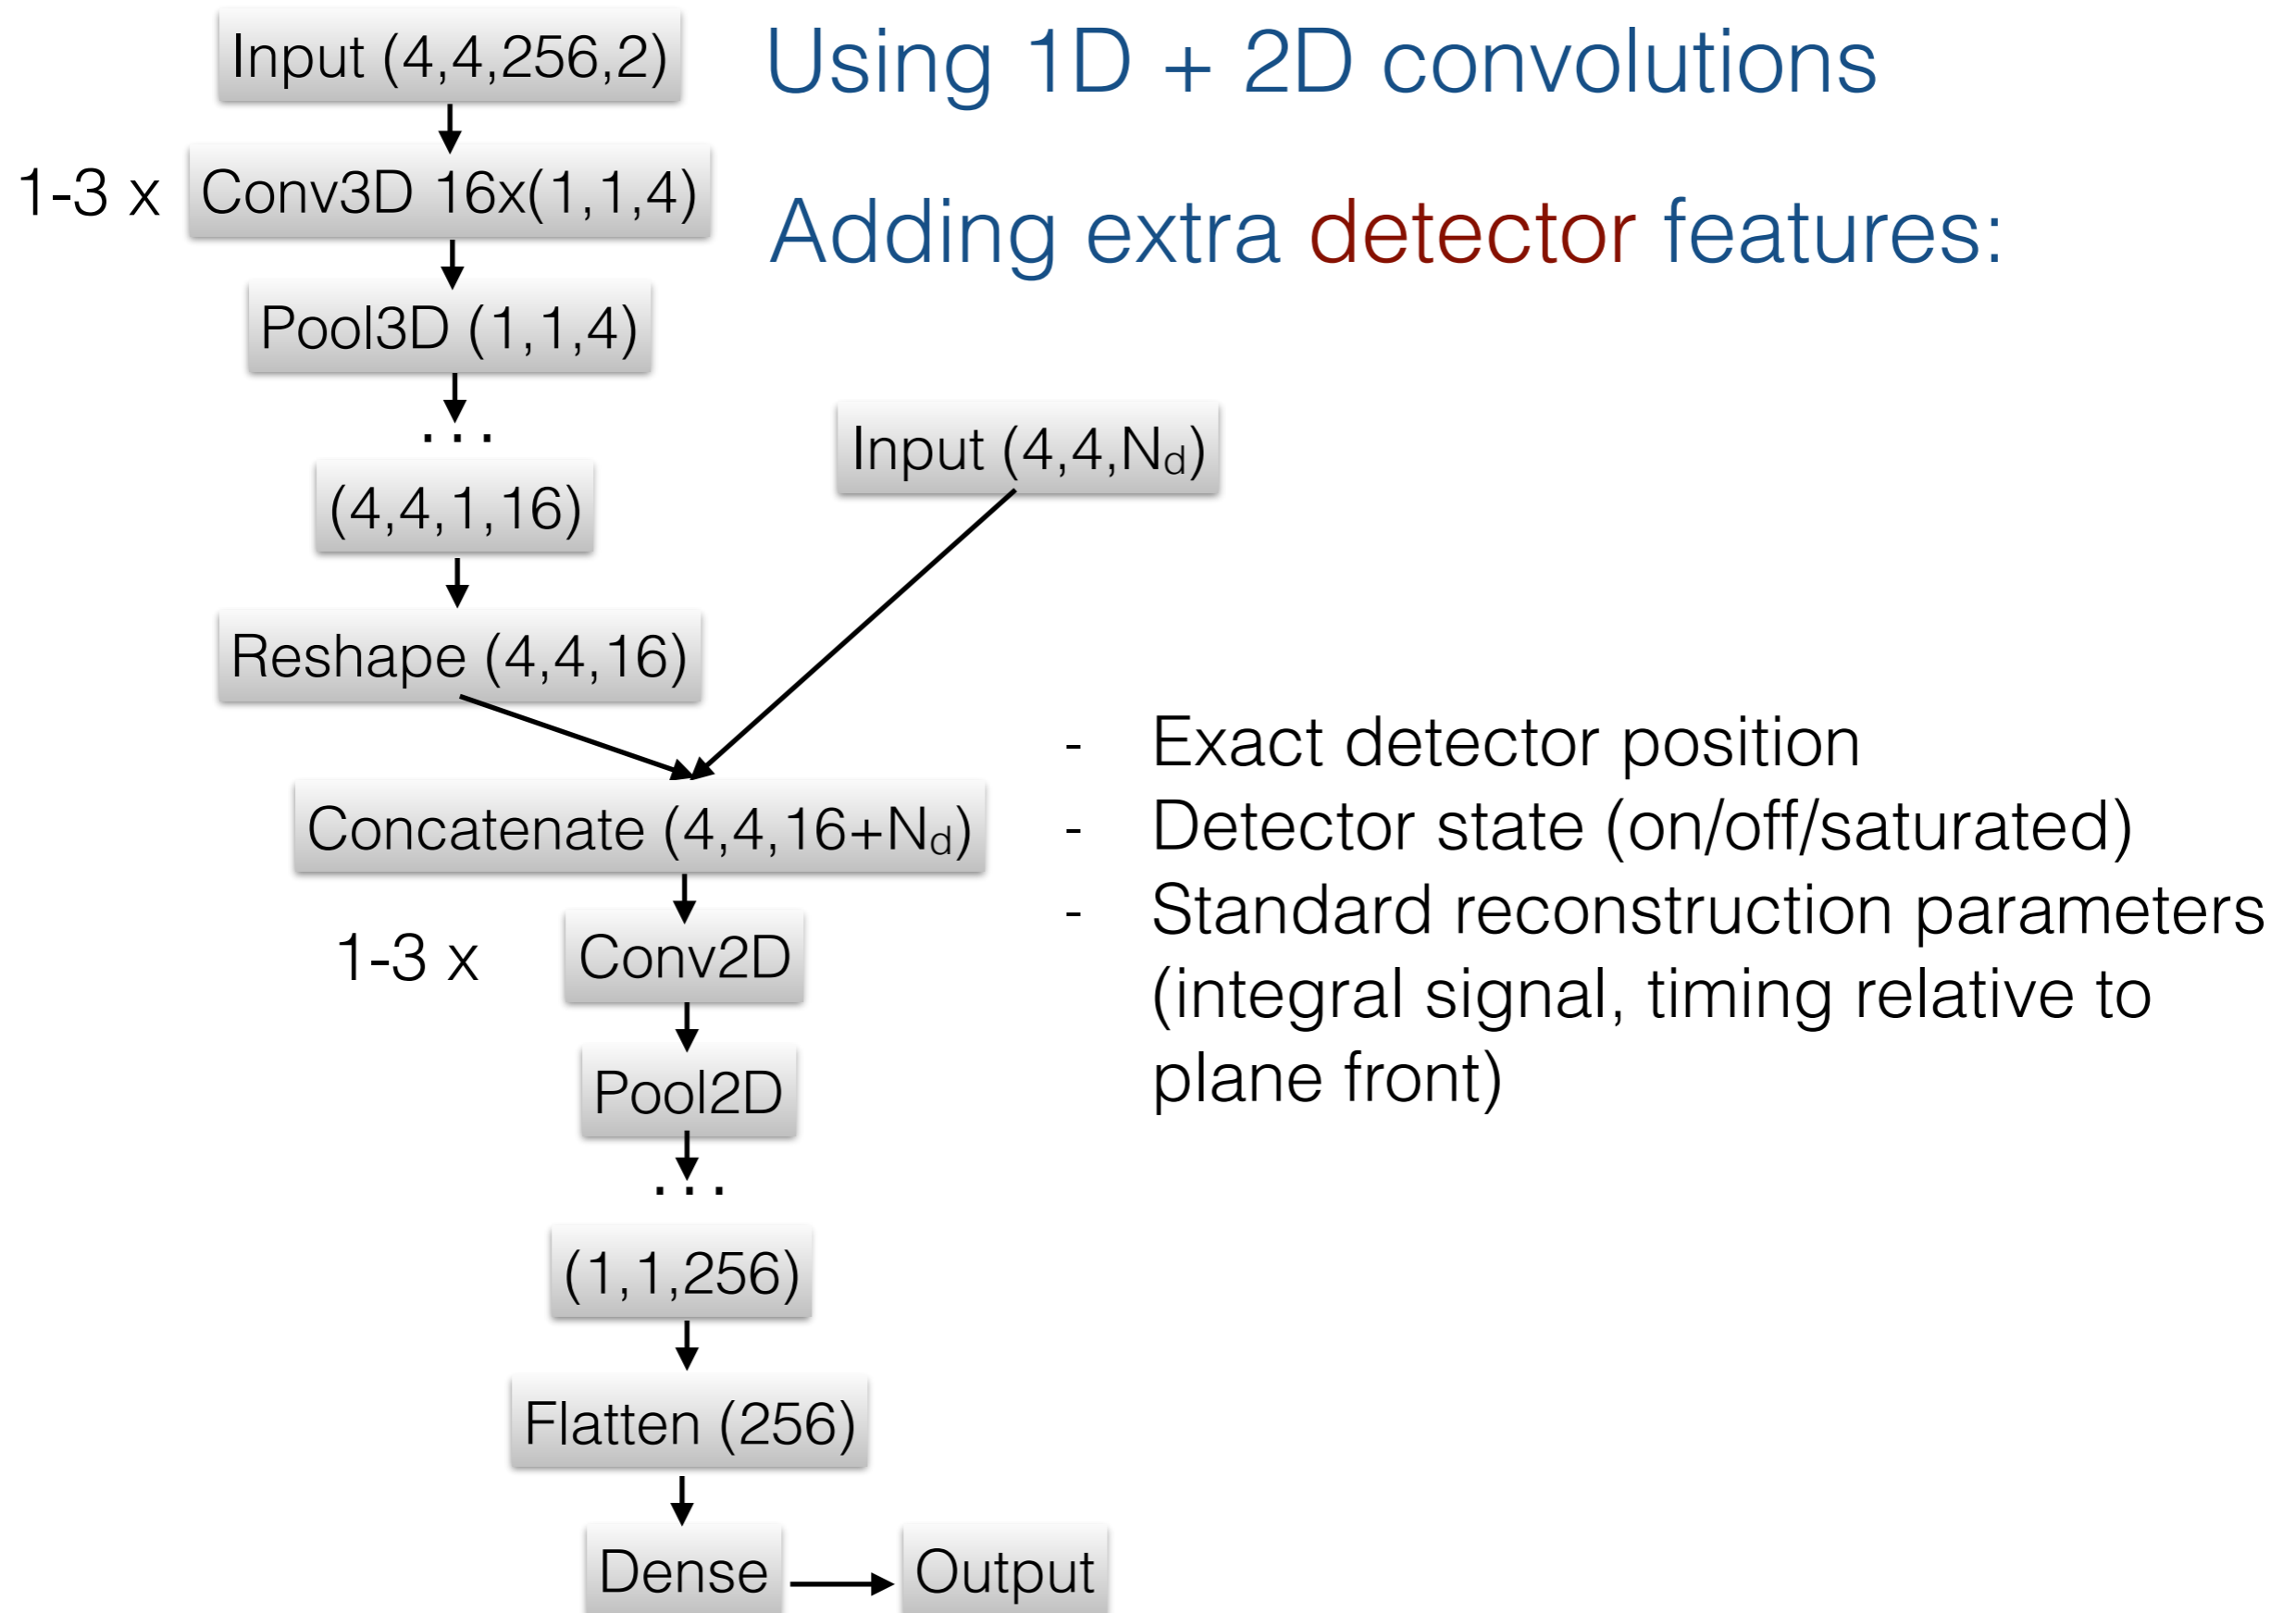 Using 1D + 2D convolutions
Adding extra detector features:
Input (4,4,256,2)
1-3 x Conv3D 16x(1,1,4)
Pool3D (1,1,4)
...
(4,4,1,16)
Reshape (4,4,16)
Input (4,4,Nd)
Concatenate (4,4,16+Nd)
1-3 x Conv2D
Pool2D
...
(1,1,256)
Flatten (256)
Dense
Output
- Exact detector position
- Detector state (on/off/saturated)
- Standard reconstruction parameters
(integral signal, timing relative to
plane front)